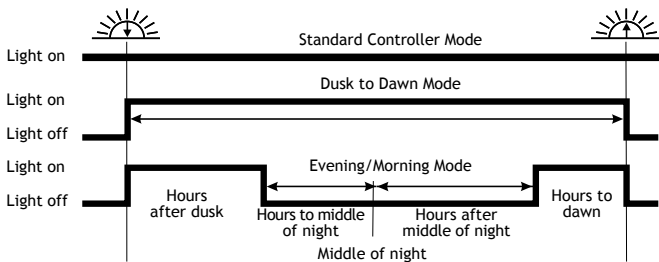 Standard Controller Mode
Light on
Dusk to Dawn Mode
Light on
Light off
Light on
Evening/Morning Mode
Light off
Hours
after dusk
Hours to middle
of night
Hours after
middle of night
Hours to
dawn
Middle of night